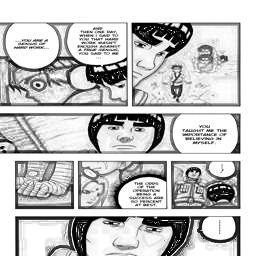 ...YOU ARE A
GENIUS OF
HARD WORK...
AND
THEN ONE DAY,
WHEN I SAID TO
YOU THAT HARD
WORK WASN'T
ENOUGH AGAINST
A TRUE GENIUS,
YOU SAID TO ME
...
YOU
TAUGHT ME THE
IMPORTANCE OF
BELIEVING IN
MYSELF.
THE ODDS
OF THE
OPERATION
BEING A
SUCCESS ARE
50 PERCENT
AT BEST.